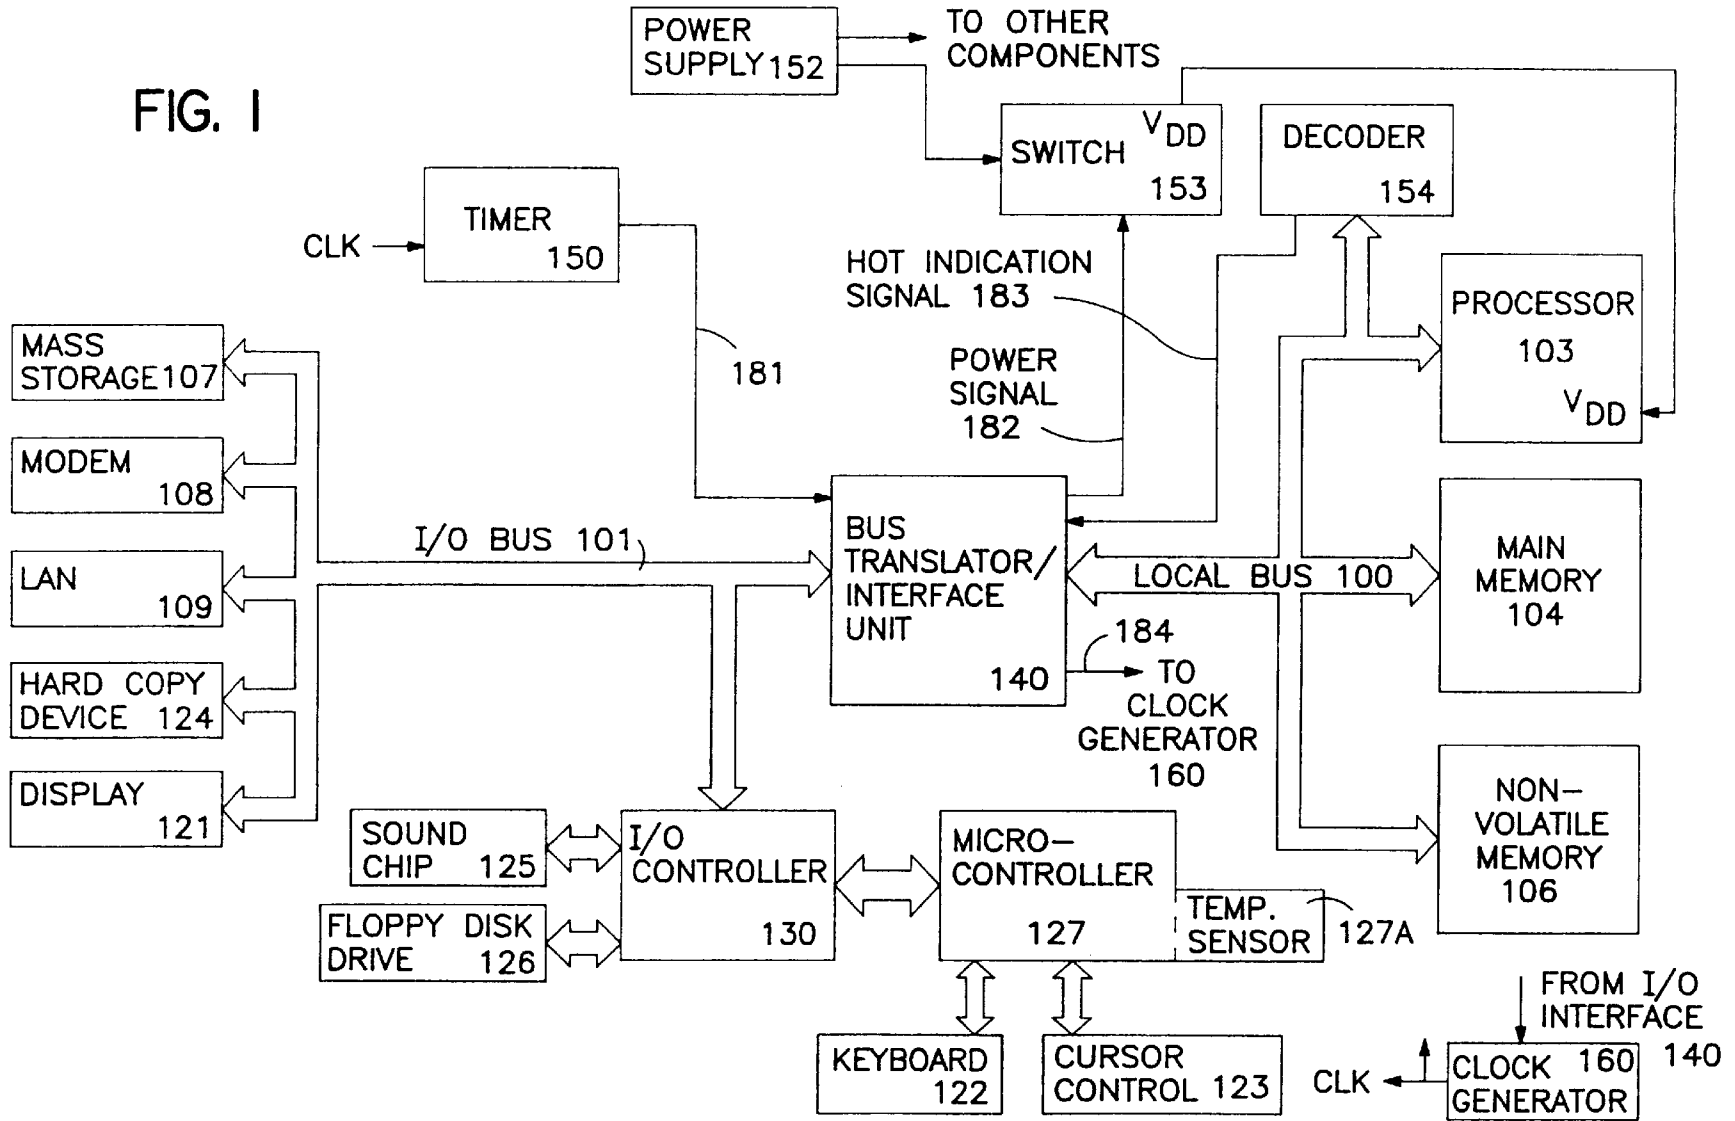 FIG. 1
POWER
SUPPLY 152
TO OTHER
COMPONENTS
SWITCH
VDD
153
DECODER
154
TIMER
150
CLK
HOT INDICATION
SIGNAL 183
PROCESSOR
103
VDD
POWER
SIGNAL
182
181
MASS
STORAGE 107
MODEM
108
LAN
109
HARD COPY
DEVICE 124
DISPLAY
121
I/O BUS 101
BUS
TRANSLATOR/
INTERFACE
UNIT
140
LOCAL BUS 100
MAIN
MEMORY
104
184
TO
CLOCK
GENERATOR
160
NON-
VOLATILE
MEMORY
106
SOUND
CHIP 125
I/O
CONTROLLER
130
MICRO-
CONTROLLER
127
TEMP.
SENSOR
127A
FLOPPY DISK
DRIVE 126
KEYBOARD
122
CURSOR
CONTROL 123
FROM I/O
INTERFACE
140
CLK
CLOCK 160
GENERATOR